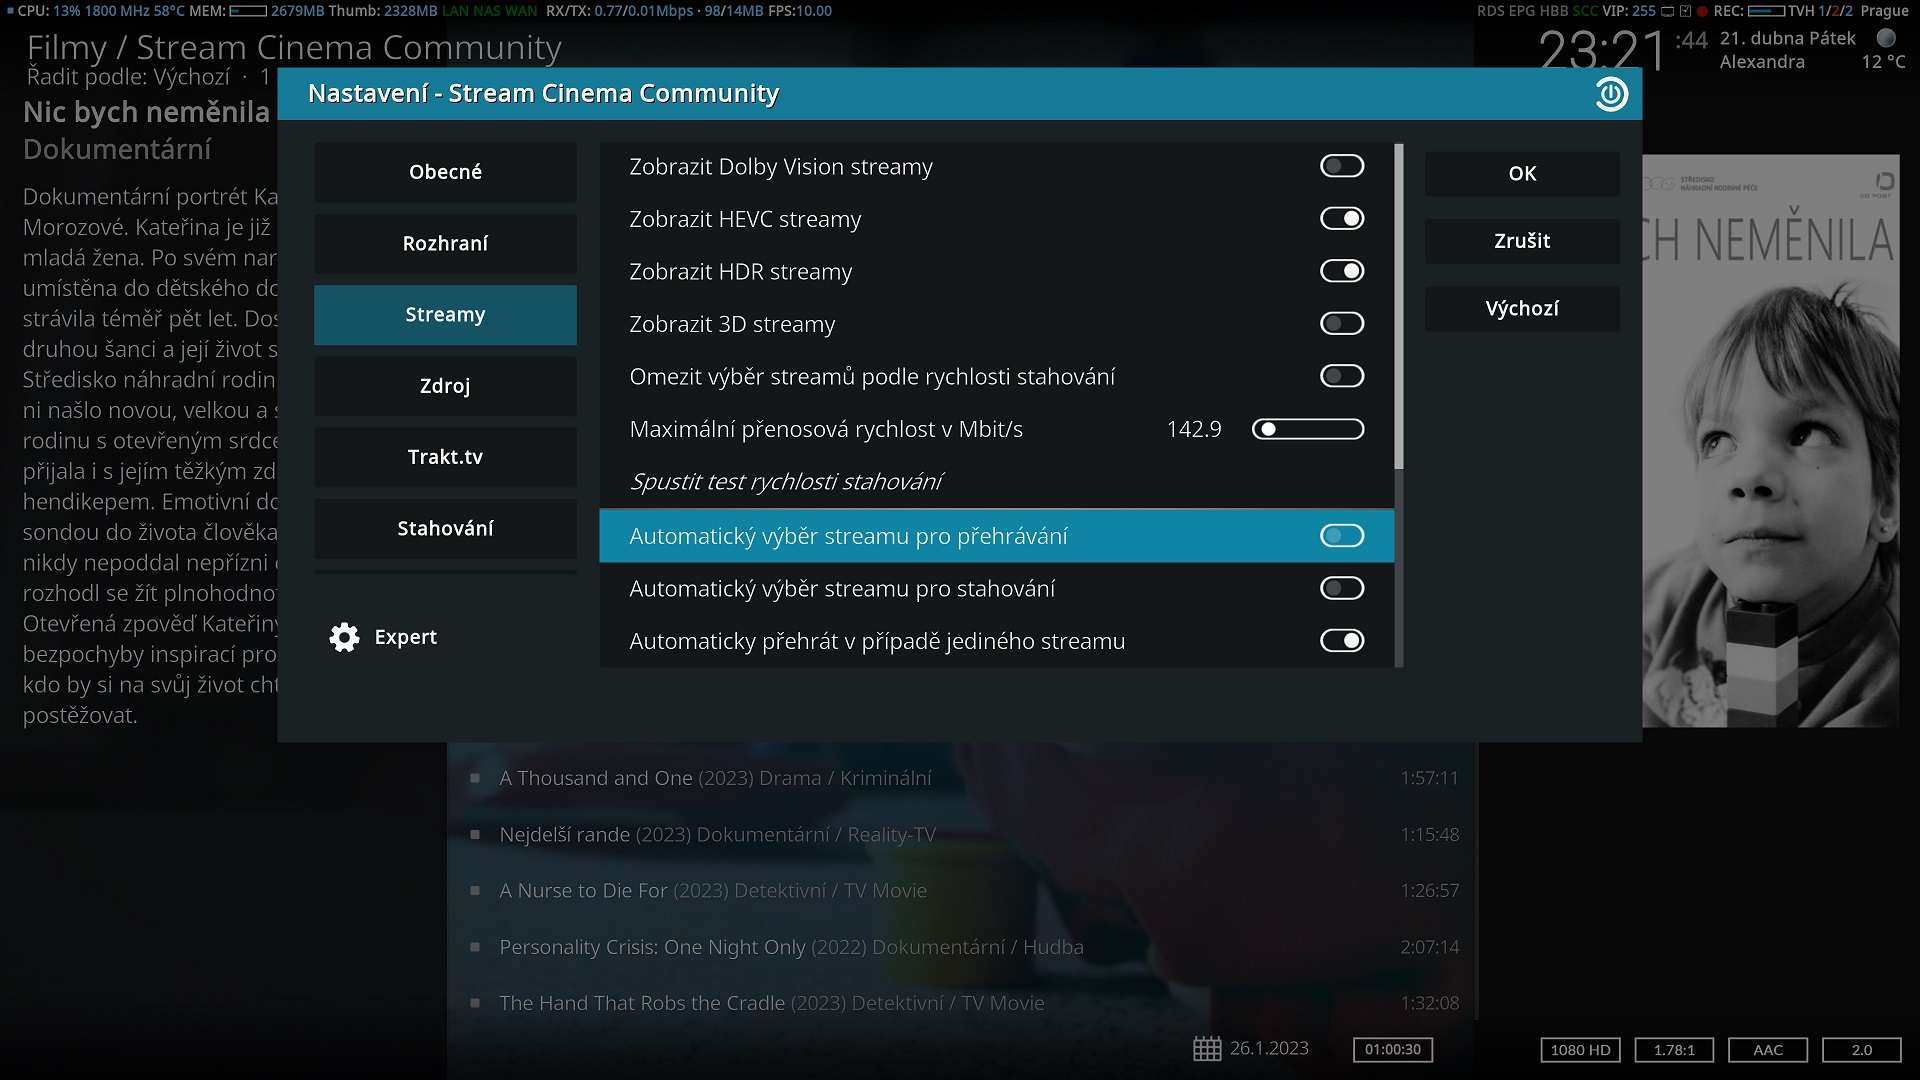 CPU: 13% 1800 MHz 58°C MEM: 2679MB Thumb: 2328MB LAN NAS WAN RX/TX: 0.77/0.01Mbps · 98/14MB FPS:10.00
RDS EPG HBB SCC VIP: 255 REC: TVH 1/2/2 Prague
Filmy / Stream Cinema Community
Řadit podle: Výchozí · 1
23:21 :44
21. dubna Pátek
Alexandra 12 °C
Nic bych neměnila
Dokumentární
Dokumentární portrét Ka
Morozové. Kateřina je již
mladá žena. Po svém nar
umístěna do dětského do
strávila téměř pět let. Dos
druhou šanci a její život s
Středisko náhradní rodin
ni našlo novou, velkou a s
rodinu s otevřeným srdce
přijala i s jejím těžkým zd
hendikepem. Emotivní do
sondou do života člověka
nikdy nepoddal nepřízni
rozhodl se žít plnohodno
Otevřená zpověď Kateřiny
bezpochyby inspirací pro
kdo by si na svůj život cht
postěžovat.
Nastavení - Stream Cinema Community
Obecné
Rozhraní
Streamy
Zdroj
Trakt.tv
Stahování
Expert
Zobrazit Dolby Vision streamy
Zobrazit HEVC streamy
Zobrazit HDR streamy
Zobrazit 3D streamy
Omezit výběr streamů podle rychlosti stahování
Maximální přenosová rychlost v Mbit/s 142.9
Spustit test rychlosti stahování
Automatický výběr streamu pro přehrávání
Automatický výběr streamu pro stahování
Automaticky přehrát v případě jediného streamu
OK
Zrušit
Výchozí
STŘEDISKO
NÁHRADNÍ RODINNÉ PÉČE
CH NEMĚNILA
A Thousand and One (2023) Drama / Kriminální 1:57:11
Nejdelší rande (2023) Dokumentární / Reality-TV 1:15:48
A Nurse to Die For (2023) Detektivní / TV Movie 1:26:57
Personality Crisis: One Night Only (2022) Dokumentární / Hudba 2:07:14
The Hand That Robs the Cradle (2023) Detektivní / TV Movie 1:32:08
26.1.2023 01:00:30 1080 HD 1.78:1 AAC 2.0